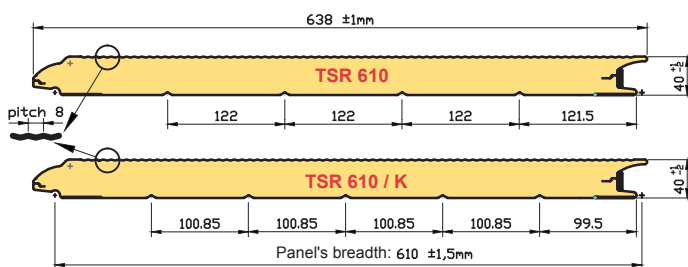 638 ±1mm
TSR 610
40 +1 -2
pitch 8
122 122 122 121.5
TSR 610 / K
40 +1 -2
100.85 100.85 100.85 100.85 99.5
Panel's breadth: 610 ±1,5mm